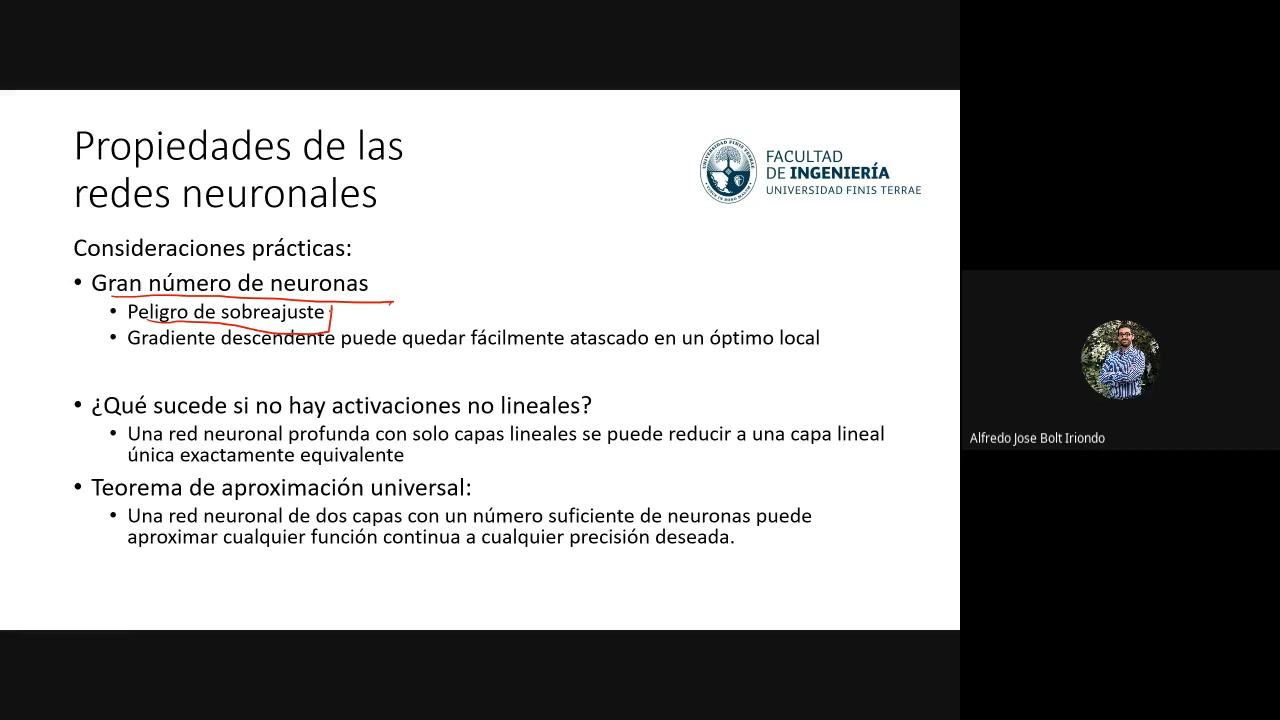 Propiedades de las
redes neuronales
FACULTAD
DE INGENIERÍA
UNIVERSIDAD FINIS TERRAE
Consideraciones prácticas:
• Gran número de neuronas
• Peligro de sobreajuste
• Gradiente descendente puede quedar fácilmente atascado en un óptimo local
• ¿Qué sucede si no hay activaciones no lineales?
• Una red neuronal profunda con solo capas lineales se puede reducir a una capa lineal
única exactamente equivalente
• Teorema de aproximación universal:
• Una red neuronal de dos capas con un número suficiente de neuronas puede
aproximar cualquier función continua a cualquier precisión deseada.
Alfredo Jose Bolt Iriondo